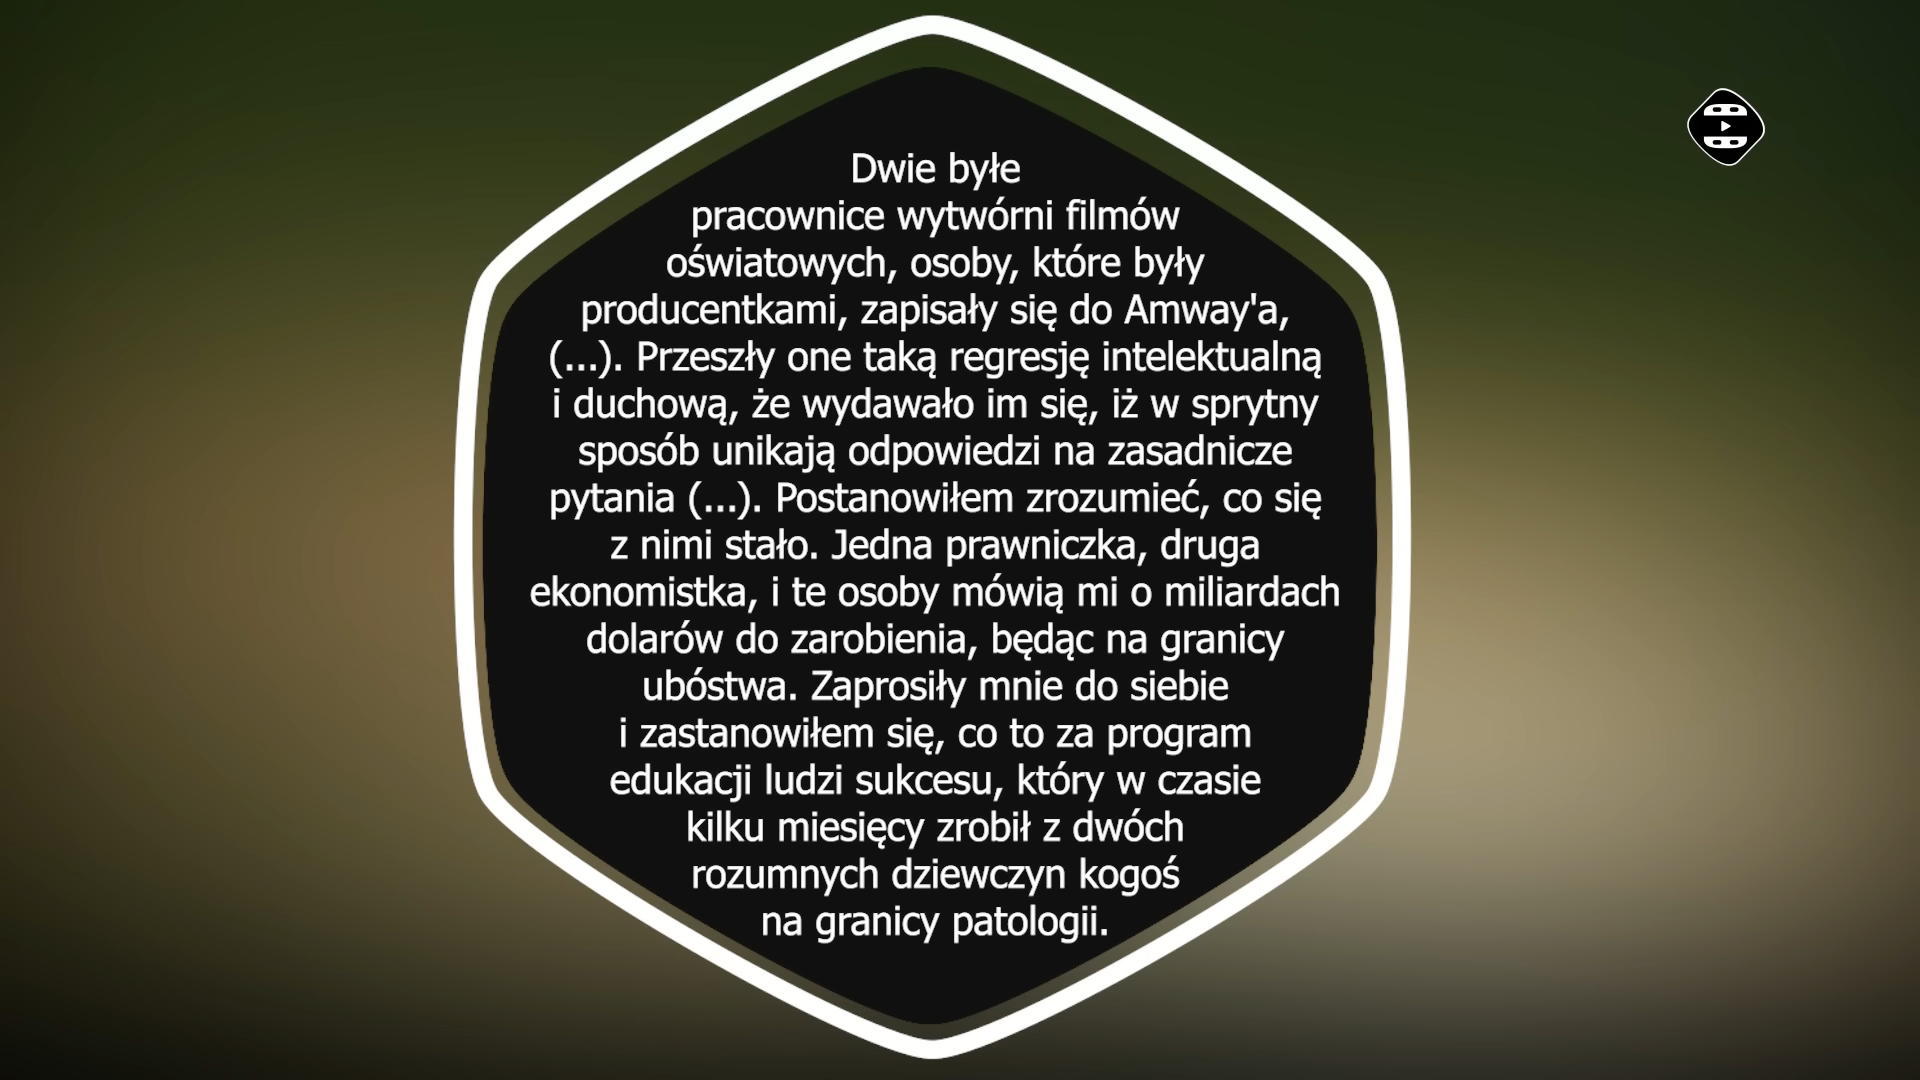 Dwie byłe
pracownice wytwórni filmów
oświatowych, osoby, które były
producentkami, zapisały się do Amway'a,
(...). Przeszły one taką regresję intelektualną
i duchową, że wydawało im się, iż w sprytny
sposób unikają odpowiedzi na zasadnicze
pytania (...). Postanowiłem zrozumieć, co się
z nimi stało. Jedna prawniczka, druga
ekonomistka, i te osoby mówią mi o miliardach
dolarów do zarobienia, będąc na granicy
ubóstwa. Zaprosiły mnie do siebie
i zastanowiłem się, co to za program
edukacji ludzi sukcesu, który w czasie
kilku miesięcy zrobił z dwóch
rozumnych dziewczyn kogoś
na granicy patologii.